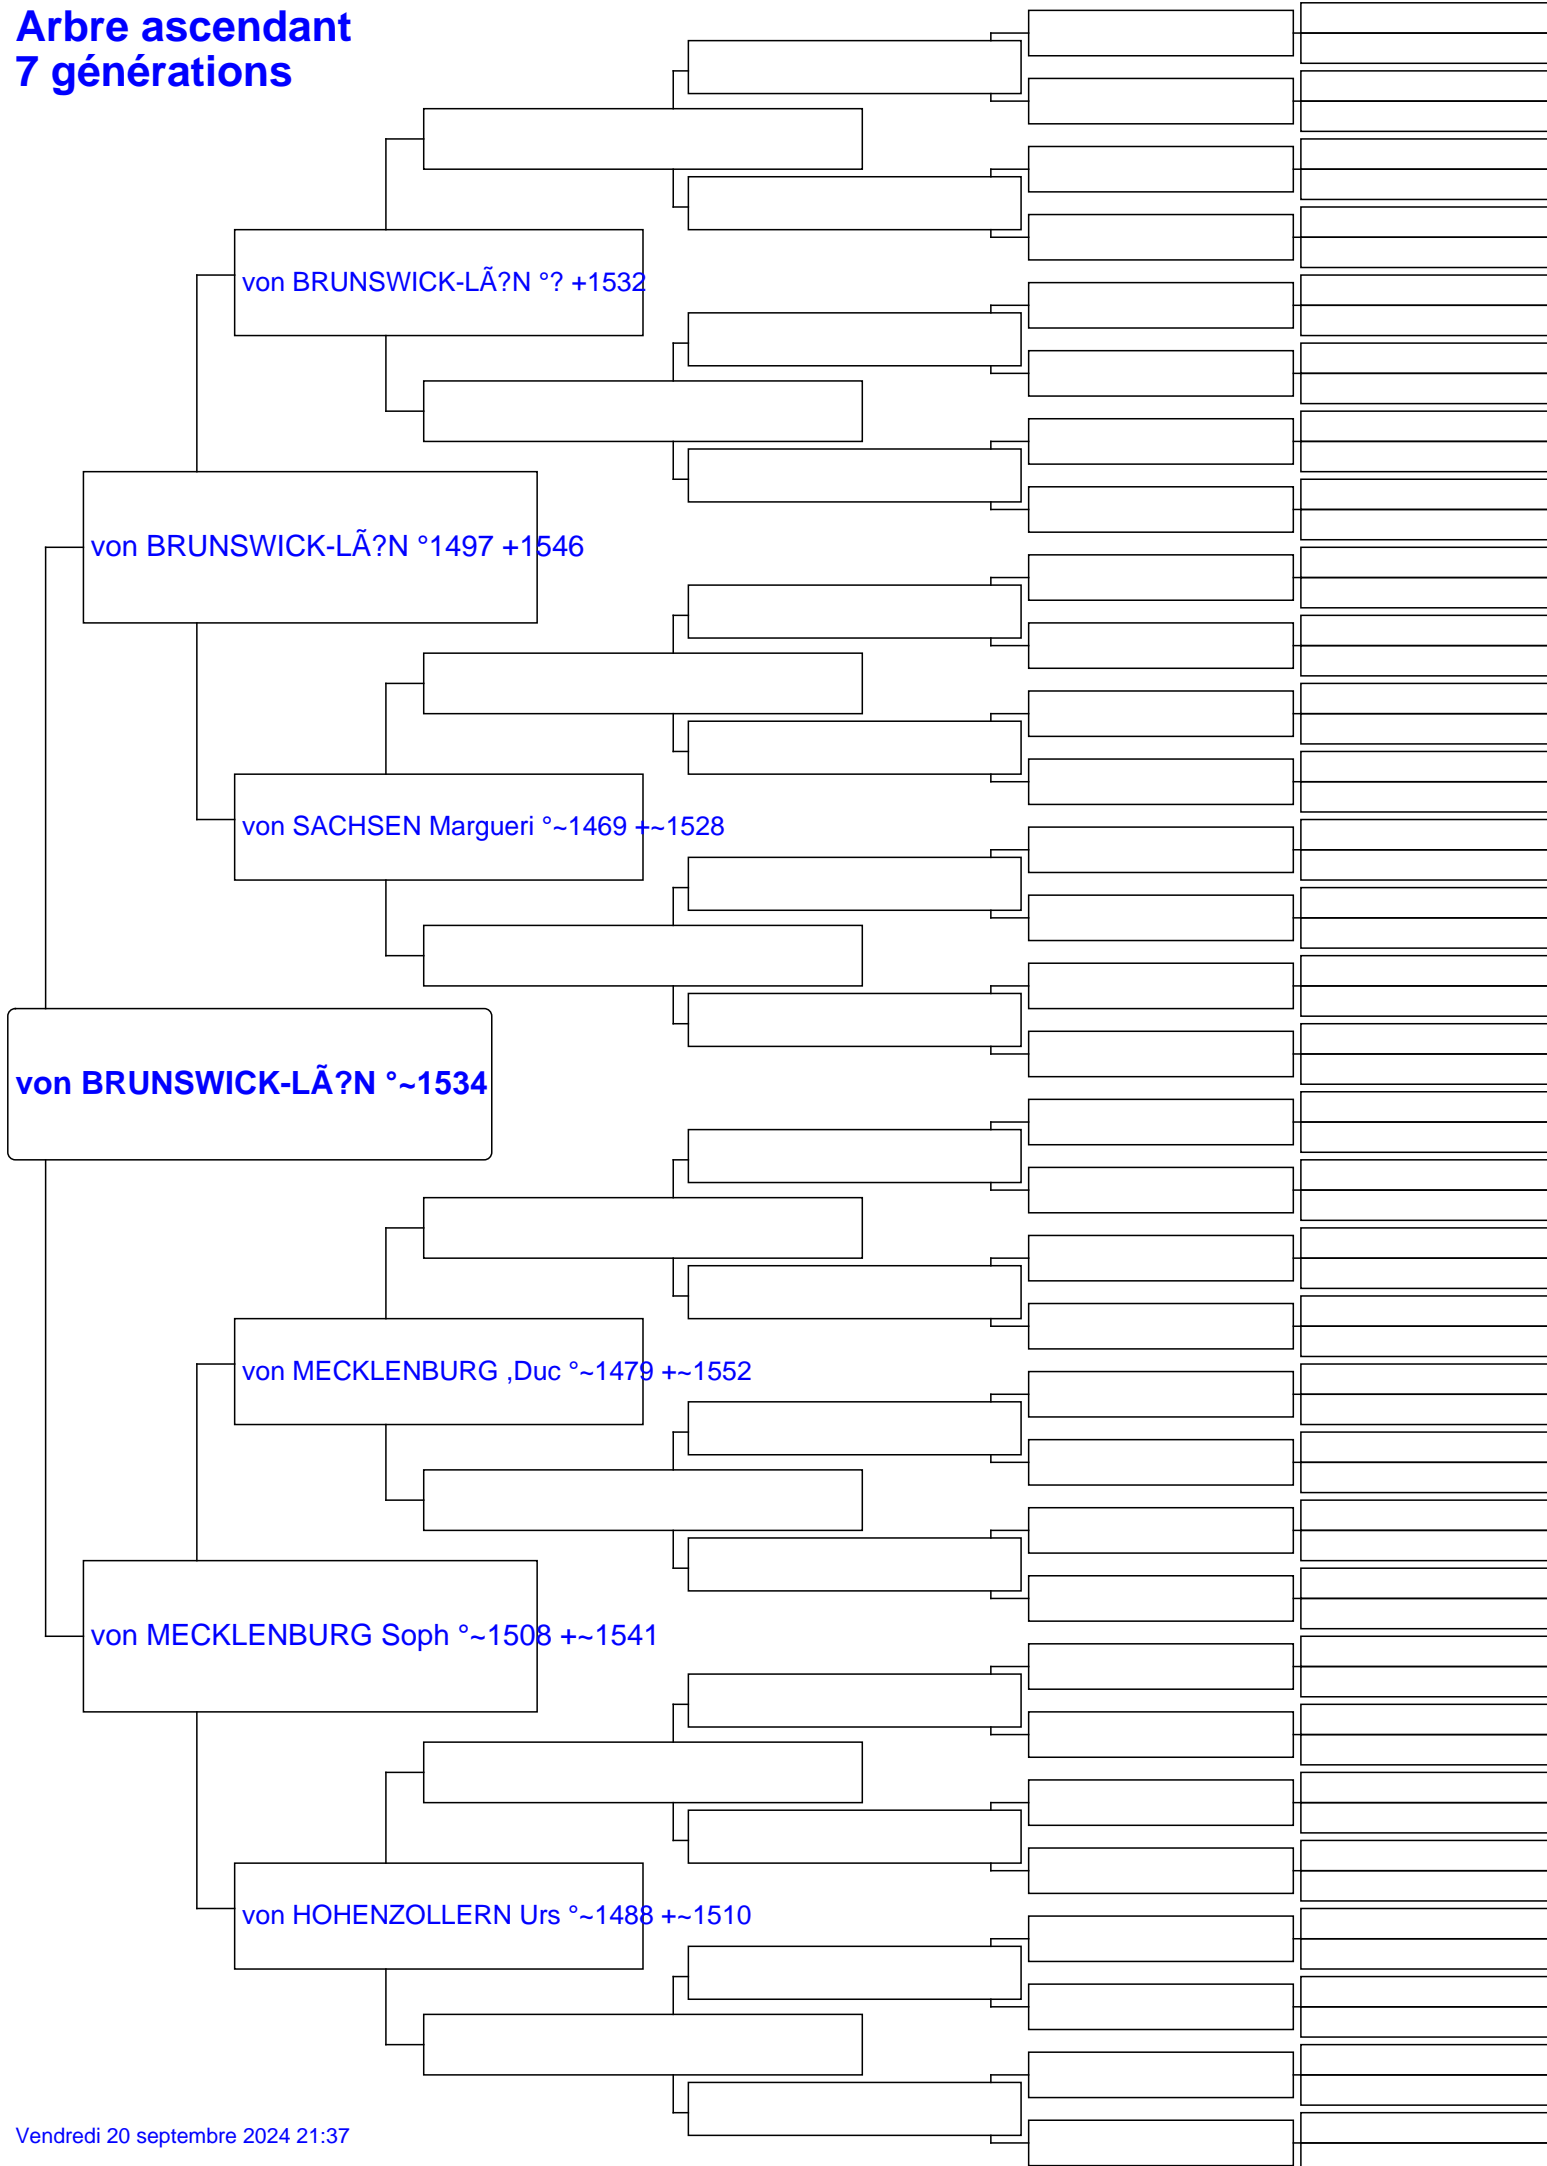 Arbre ascendant
7 générations
von BRUNSWICK-LÃ?N °? +1532
von BRUNSWICK-LÃ?N °1497 +1546
von SACHSEN Margueri °~1469 +~1528
von BRUNSWICK-LÃ?N °~1534
von MECKLENBURG ,Duc °~1479 +~1552
von MECKLENBURG Soph °~1508 +~1541
von HOHENZOLLERN Urs °~1488 +~1510
Vendredi 20 septembre 2024 21:37